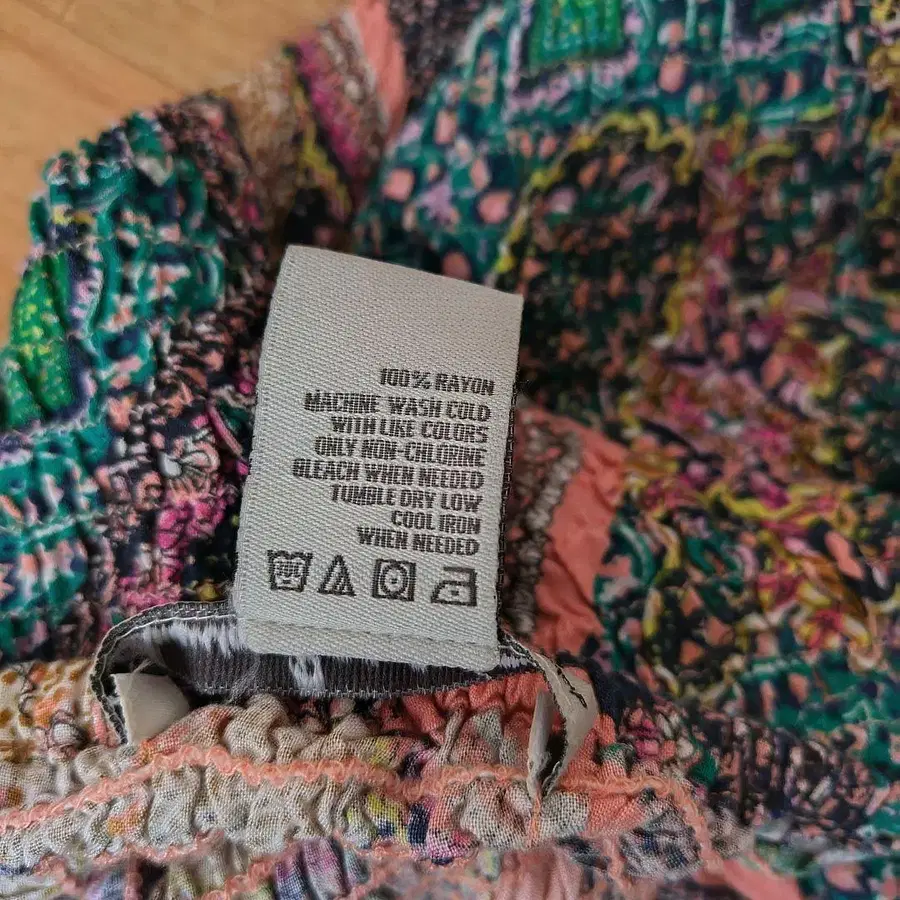 100% RAYON
MACHINE WASH COLD
WITH LIKE COLORS
ONLY NON-CHLORINE
BLEACH WHEN NEEDED
TUMBLE DRY LOW
COOL IRON
WHEN NEEDED